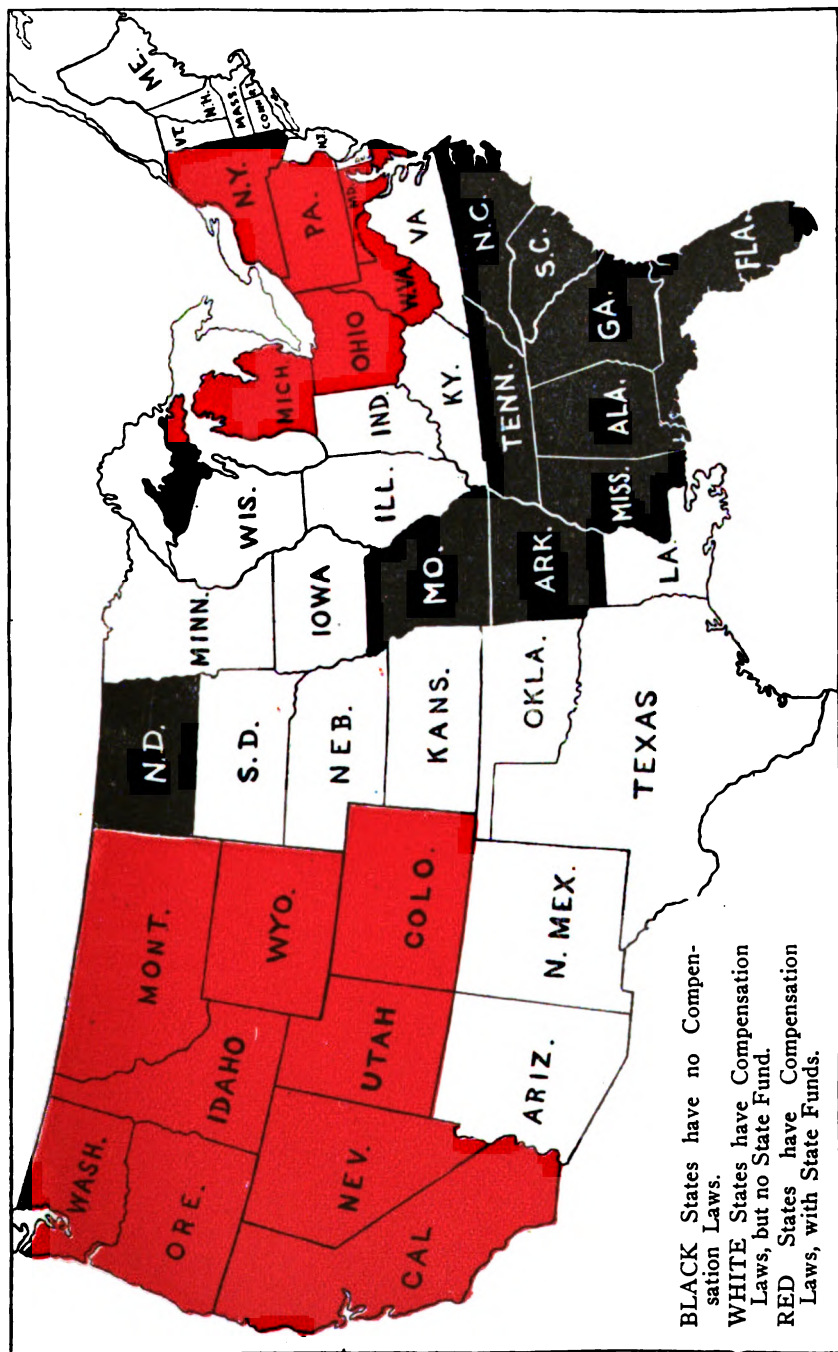 WASH.
MONT.
N.D.
MINN.
ORE.
IDAHO
WYO.
S.D.
WIS.
MICH.
N.Y.
VT.
N.H.
ME.
MASS.
CONN.
R.I.
NEV.
UTAH
COLO.
NEB.
IOWA
ILL.
IND.
OHIO
PA.
N.J.
MD.
CAL
KANS.
MO.
KY.
W.VA.
VA
ARIZ.
N. MEX.
OKLA.
ARK.
TENN.
N.C.
S.C.
TEXAS
LA.
MISS.
ALA.
GA.
FLA.
BLACK States have no Compen-
sation Laws.
WHITE States have Compensation
Laws, but no State Fund.
RED States have Compensation
Laws, with State Funds.